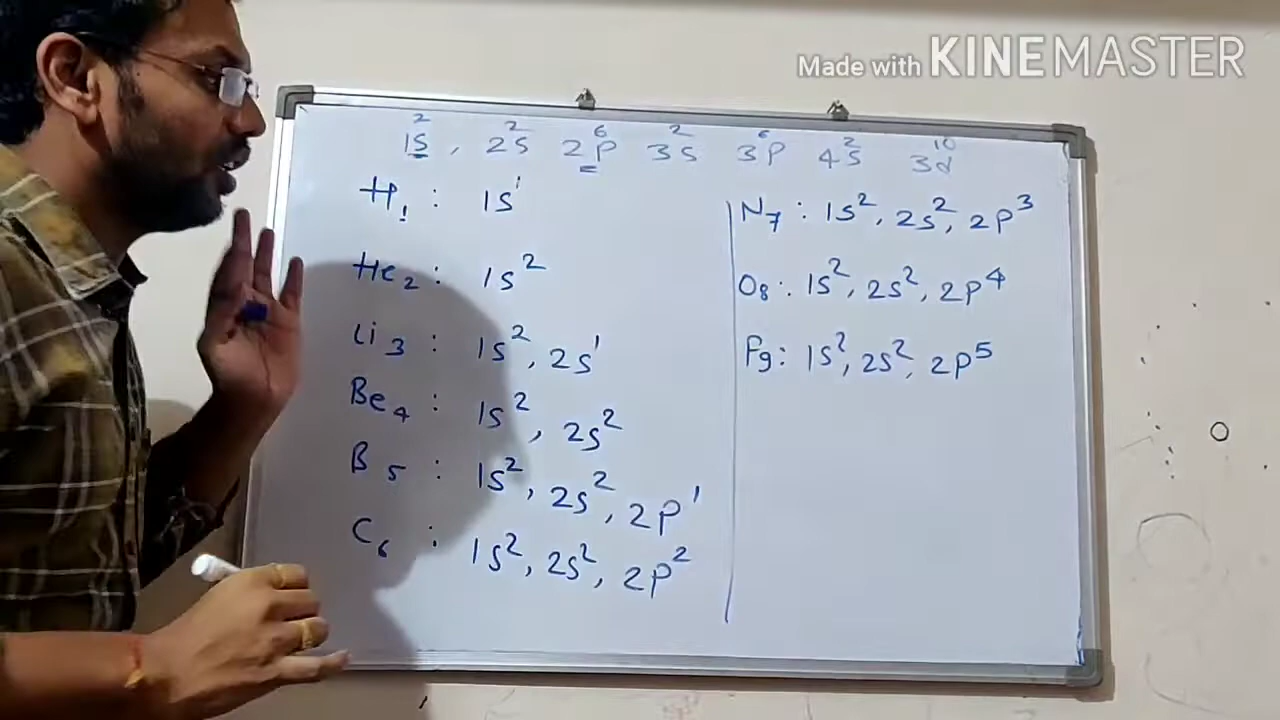 Made with KINEMASTER
1s², 2s² 2p⁶ 3s² 3p⁶ 4s² 3d¹⁰
H₁ : 1s¹
He₂ : 1s²
Li₃ : 1s², 2s¹
Be₄ : 1s², 2s²
B₅ : 1s², 2s², 2p¹
C₆ : 1s², 2s², 2p²
N₇ : 1s², 2s², 2p³
O₈ : 1s², 2s², 2p⁴
F₉ : 1s², 2s², 2p⁵